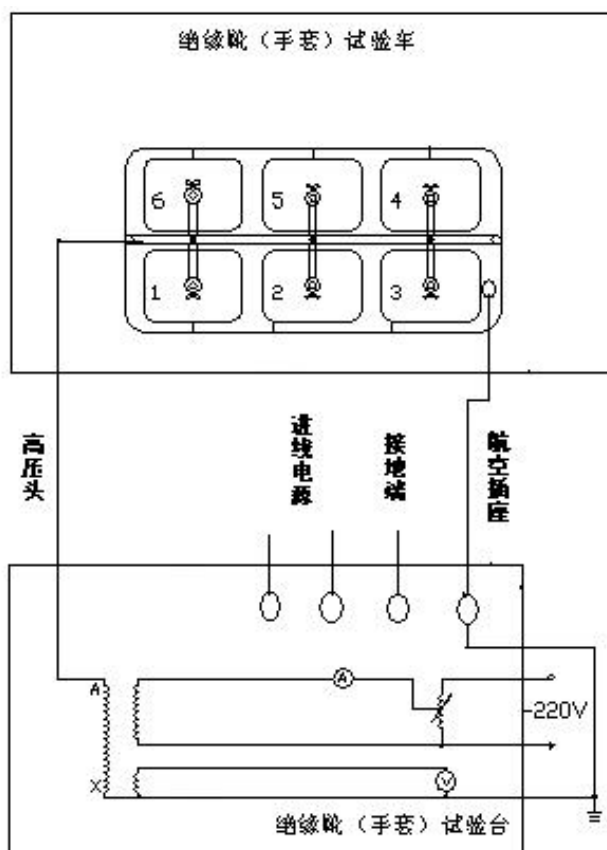 绝缘靴（手套）试验车
6 5 4
1 2 3
高压头
进线电源
接地端
航空插座
A
A
~220V
X
V
绝缘靴（手套）试验台